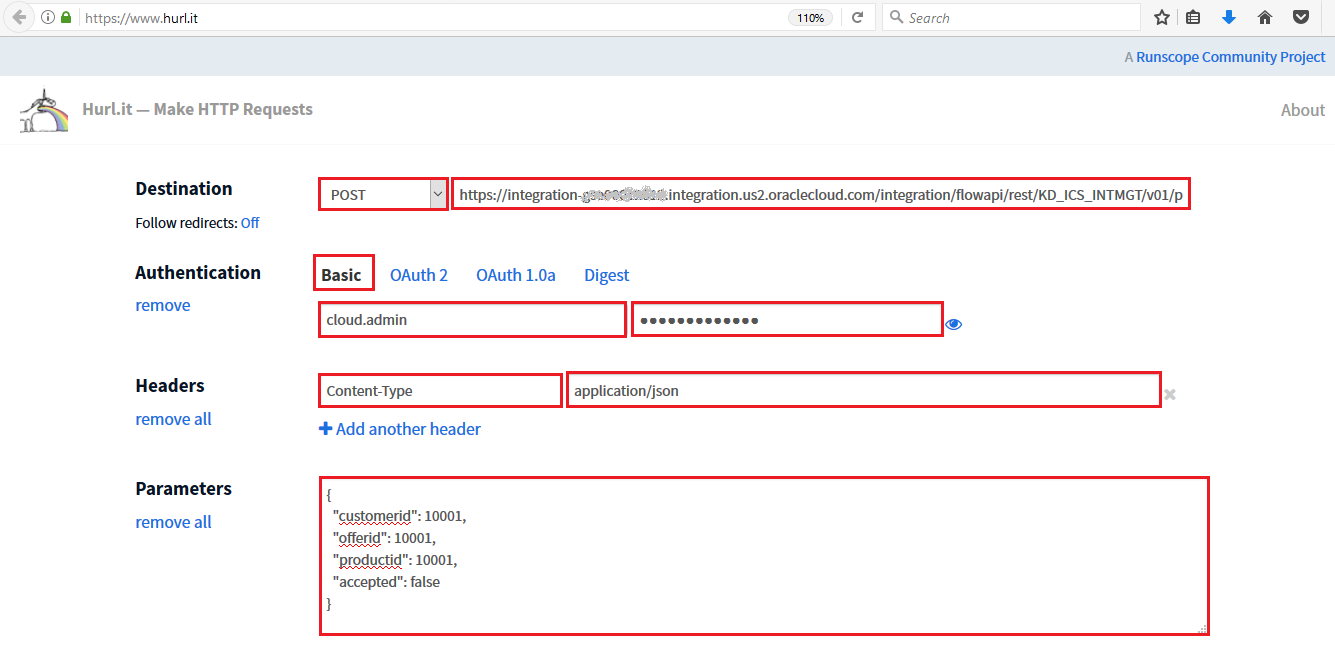 https://www.hurl.it 110% Search
A Runscope Community Project
Hurl.it — Make HTTP Requests About
Destination POST https://integration- .integration.us2.oraclecloud.com/integration/flowapi/rest/KD_ICS_INTMGT/v01/p
Follow redirects: Off
Authentication Basic OAuth 2 OAuth 1.0a Digest
remove
cloud.admin ●●●●●●●●●●●●●
Headers Content-Type application/json
remove all
Add another header
Parameters
remove all
{
"customerid": 10001,
"offerid": 10001,
"productid": 10001,
"accepted": false
}